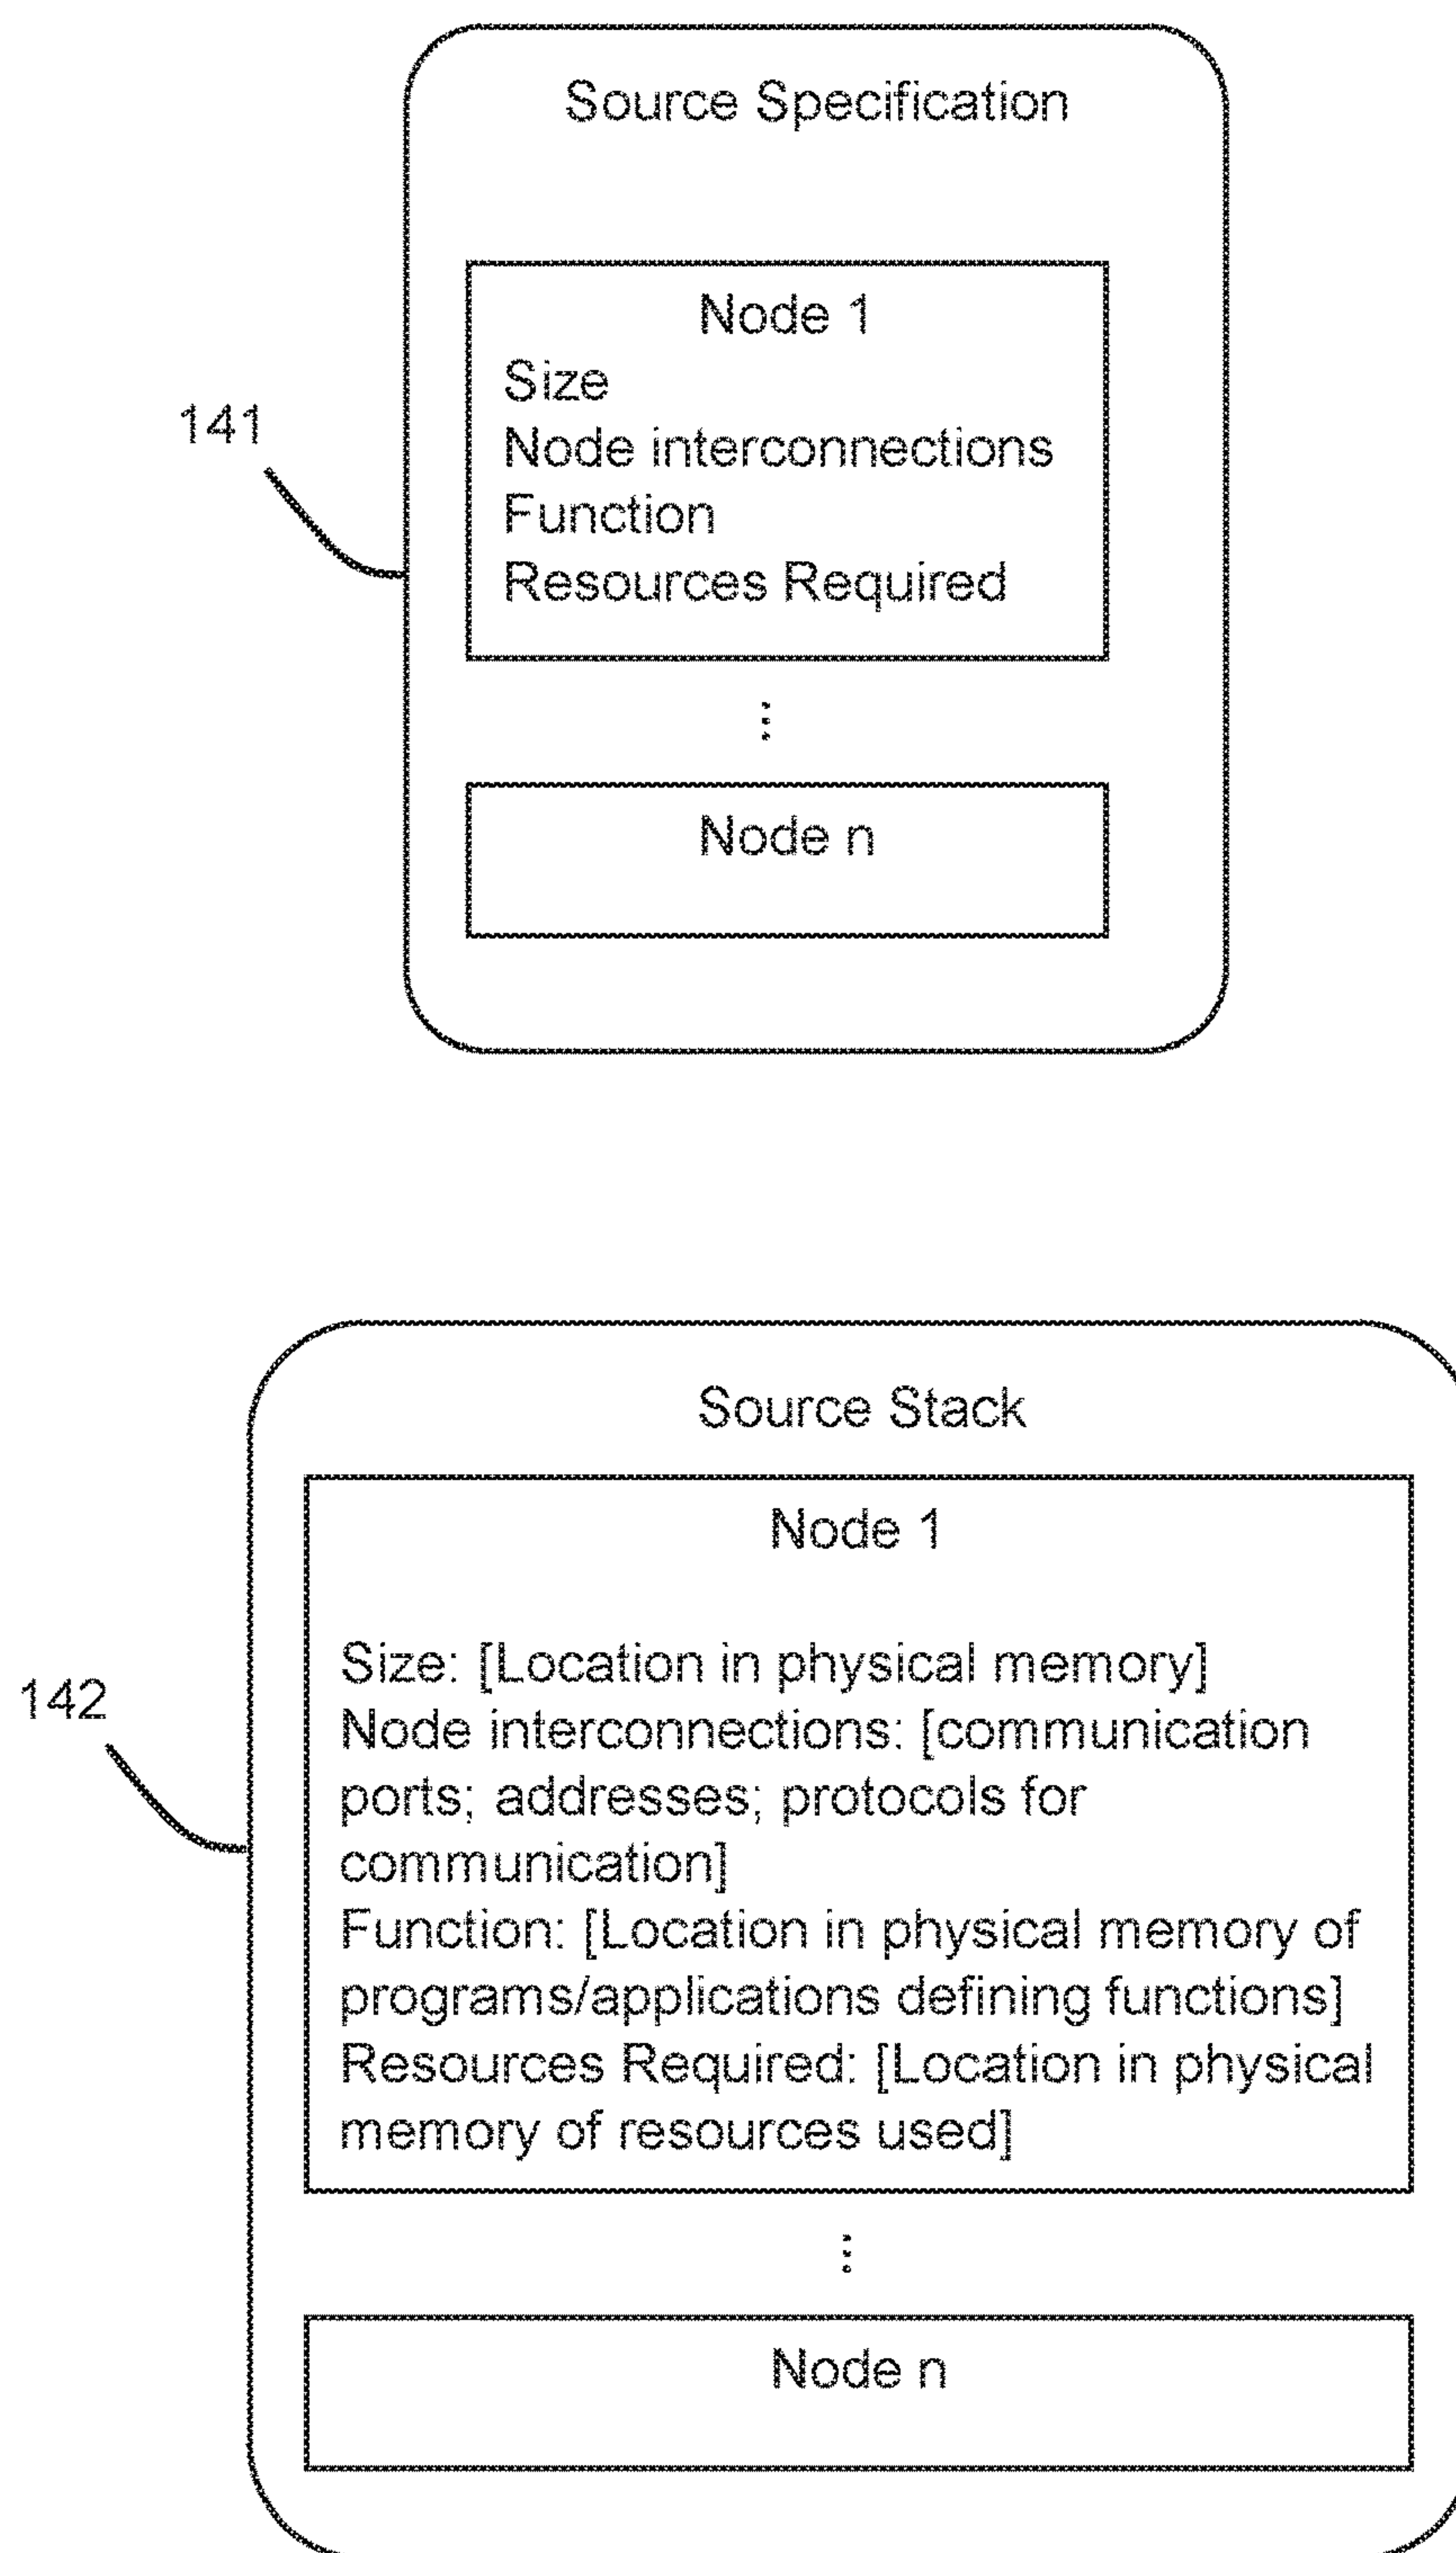 Source Specification
Node 1
Size
Node interconnections
Function
Resources Required
141
...
Node n
Source Stack
Node 1
Size: [Location in physical memory]
Node interconnections: [communication
ports; addresses; protocols for
communication]
Function: [Location in physical memory of
programs/applications defining functions]
Resources Required: [Location in physical
memory of resources used]
142
...
Node n